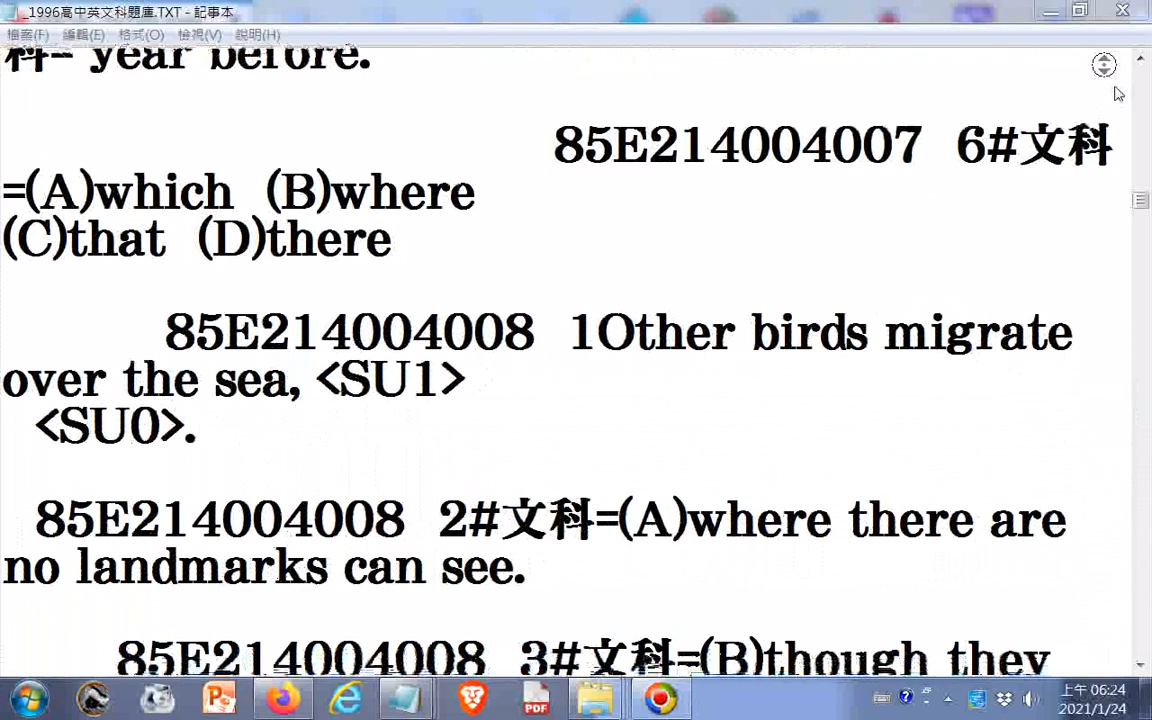 _1996高中英文科題庫.TXT - 記事本
檔案(F) 編輯(E) 格式(O) 檢視(V) 說明(H)
科= year before.
85E214004007 6#文科
=(A)which (B)where
(C)that (D)there
85E214004008 1Other birds migrate
over the sea, <SU1>
<SU0>.
85E214004008 2#文科=(A)where there are
no landmarks can see.
85E214004008 3#文科=(B)though they
PDF
上午 06:24
2021/1/24